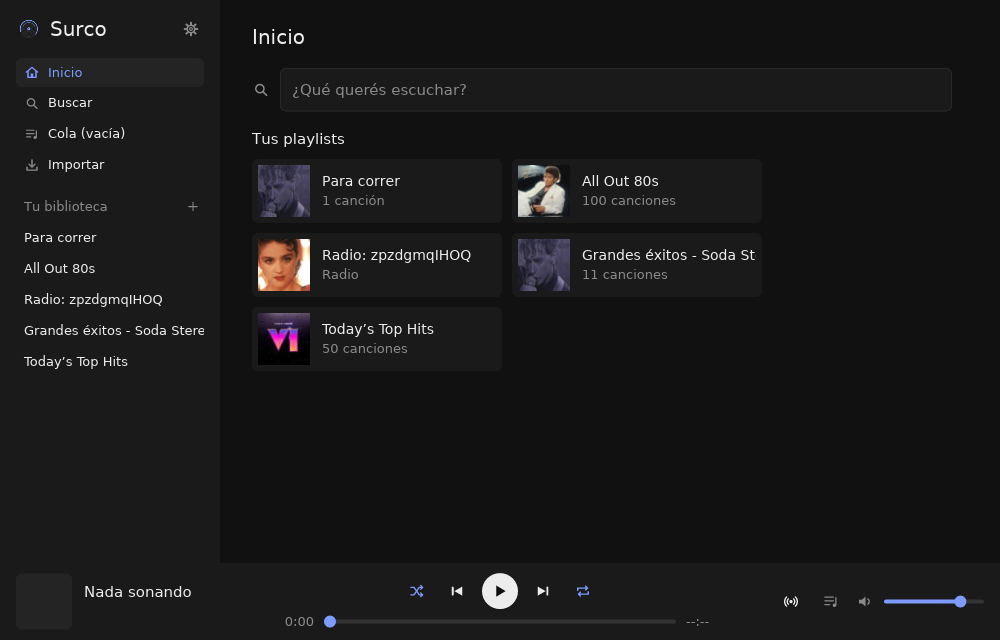 Surco
Inicio
Buscar
Cola (vacía)
Importar
Tu biblioteca
Para correr
All Out 80s
Radio: zpzdgmqIHOQ
Grandes éxitos - Soda Stere
Today’s Top Hits
Inicio
¿Qué querés escuchar?
Tus playlists
Para correr
1 canción
All Out 80s
100 canciones
Radio: zpzdgmqIHOQ
Radio
Grandes éxitos - Soda St
11 canciones
Today’s Top Hits
50 canciones
Nada sonando
0:00
--:--